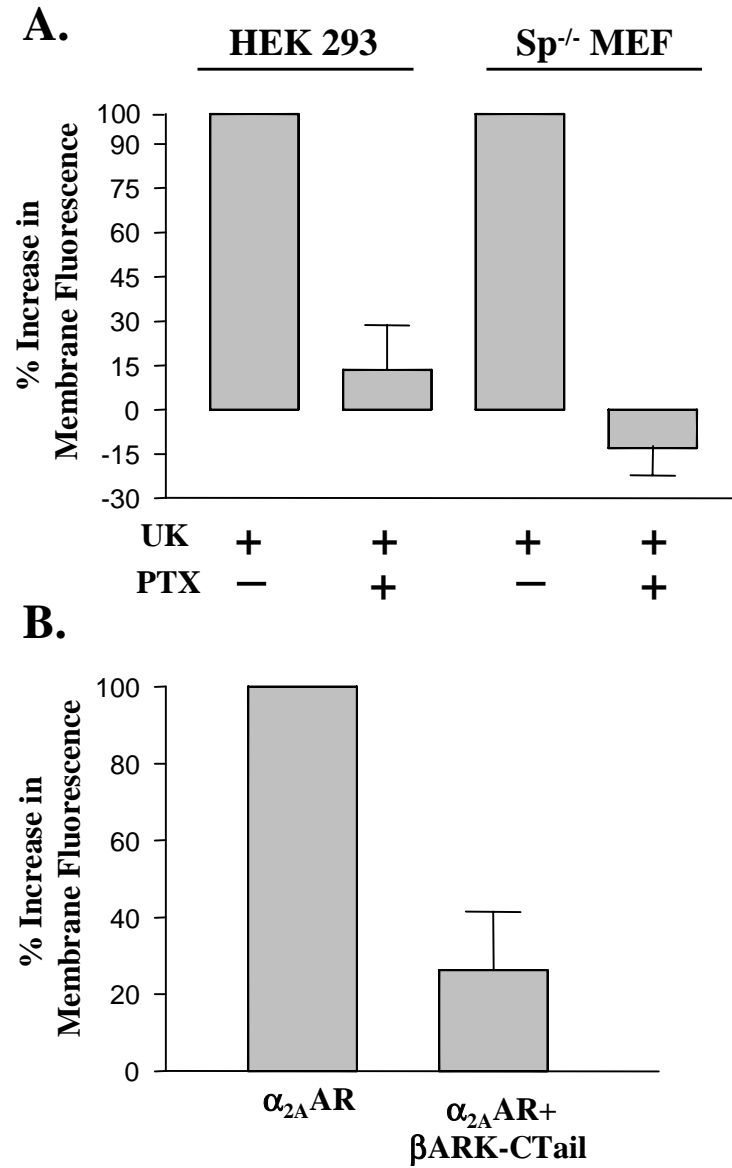 A.
HEK 293 Sp-/- MEF
% Increase in
Membrane Fluorescence
100
90
75
60
45
30
15
0
-15
-30
UK + + + +
PTX − + − +
B.
% Increase in
Membrane Fluorescence
100
80
60
40
20
0
α2AAR
α2AAR+
βARK-CTail